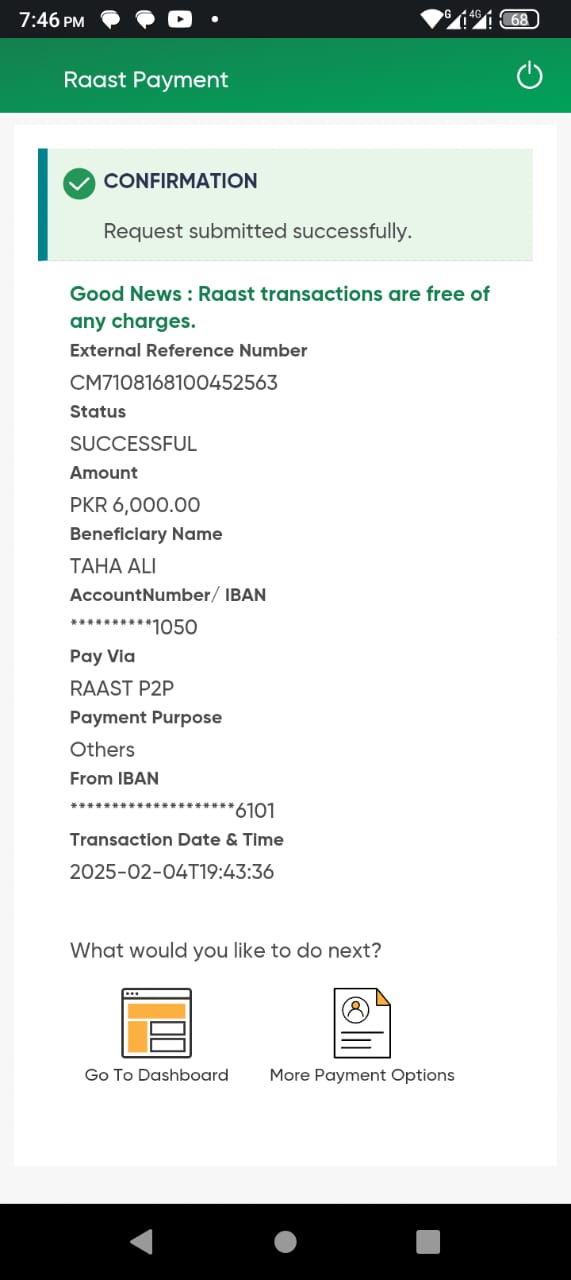 7:46 PM
G 4G 68
Raast Payment
CONFIRMATION
Request submitted successfully.
Good News : Raast transactions are free of
any charges.
External Reference Number
CM7108168100452563
Status
SUCCESSFUL
Amount
PKR 6,000.00
Beneficiary Name
TAHA ALI
AccountNumber/ IBAN
**********1050
Pay Via
RAAST P2P
Payment Purpose
Others
From IBAN
********************6101
Transaction Date & Time
2025-02-04T19:43:36
What would you like to do next?
Go To Dashboard
More Payment Options